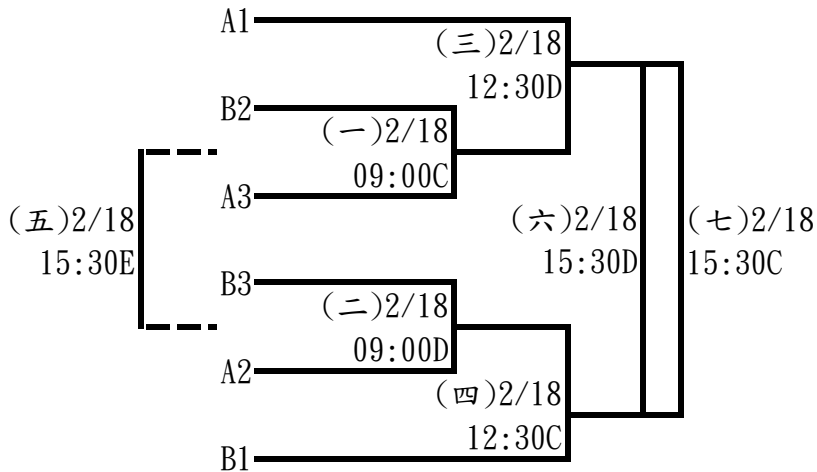 A1
(三)2/18
12:30D
B2
(一)2/18
09:00C
A3
(五)2/18
15:30E
(六)2/18
15:30D
(七)2/18
15:30C
B3
(二)2/18
09:00D
A2
(四)2/18
12:30C
B1